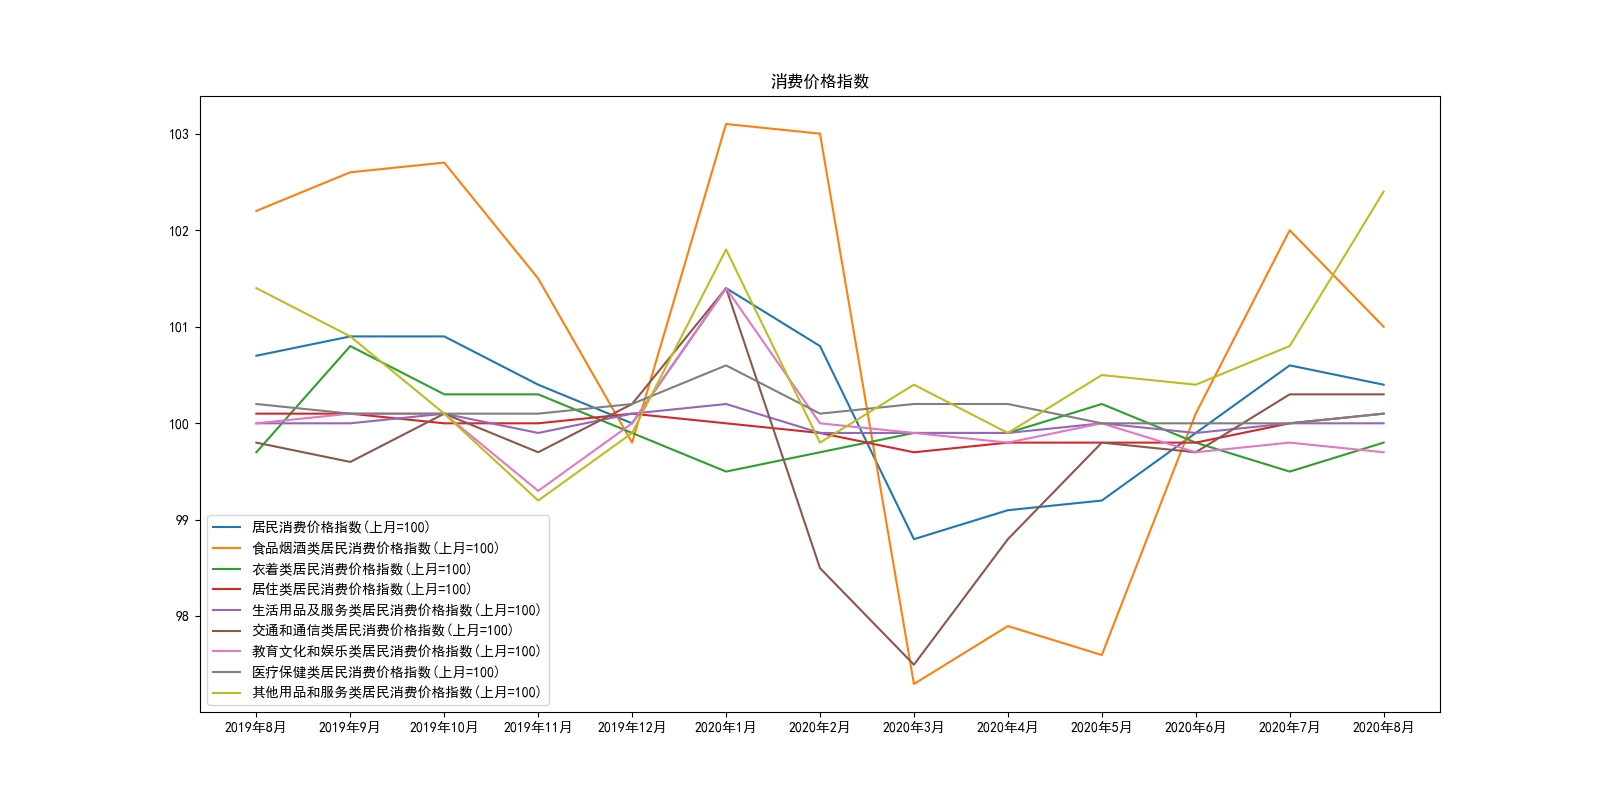 消费价格指数
103
102
101
100
99
98
居民消费价格指数(上月=100)
食品烟酒类居民消费价格指数(上月=100)
衣着类居民消费价格指数(上月=100)
居住类居民消费价格指数(上月=100)
生活用品及服务类居民消费价格指数(上月=100)
交通和通信类居民消费价格指数(上月=100)
教育文化和娱乐类居民消费价格指数(上月=100)
医疗保健类居民消费价格指数(上月=100)
其他用品和服务类居民消费价格指数(上月=100)
2019年8月 2019年9月 2019年10月 2019年11月 2019年12月 2020年1月 2020年2月 2020年3月 2020年4月 2020年5月 2020年6月 2020年7月 2020年8月